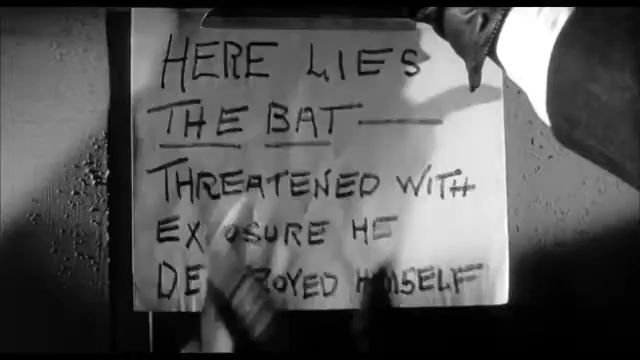 HERE LIES
THE BAT —
THREATENED WITH
EXPOSURE HE
DESTROYED HIMSELF